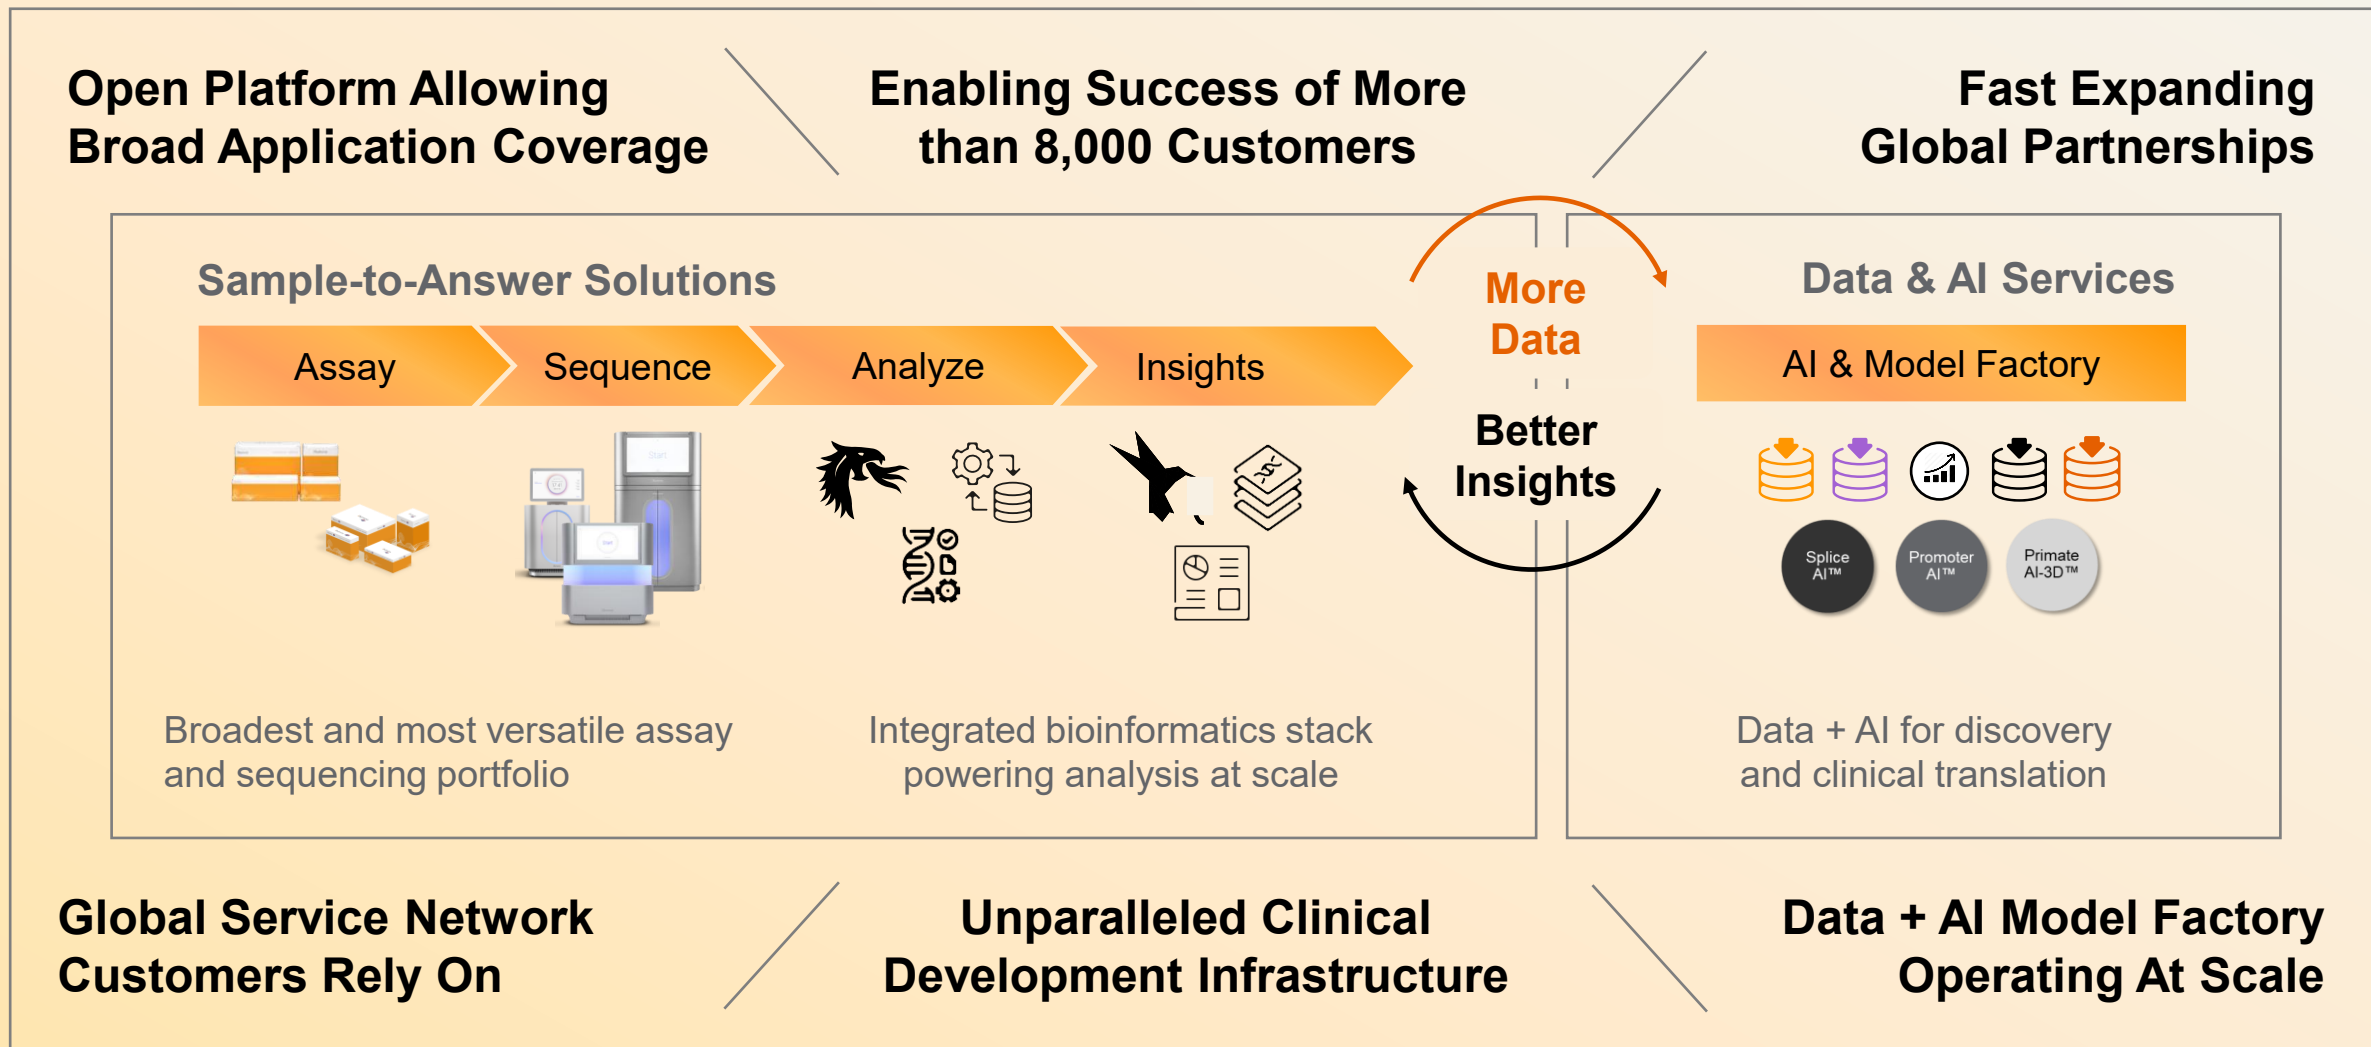 Open Platform Allowing
Broad Application Coverage
Enabling Success of More
than 8,000 Customers
Fast Expanding
Global Partnerships
Sample-to-Answer Solutions
Assay
Sequence
Analyze
Insights
Start
Start
Broadest and most versatile assay
and sequencing portfolio
Integrated bioinformatics stack
powering analysis at scale
More
Data
Better
Insights
Data & AI Services
AI & Model Factory
Splice
AI™
Promoter
AI™
Primate
AI-3D™
Data + AI for discovery
and clinical translation
Global Service Network
Customers Rely On
Unparalleled Clinical
Development Infrastructure
Data + AI Model Factory
Operating At Scale